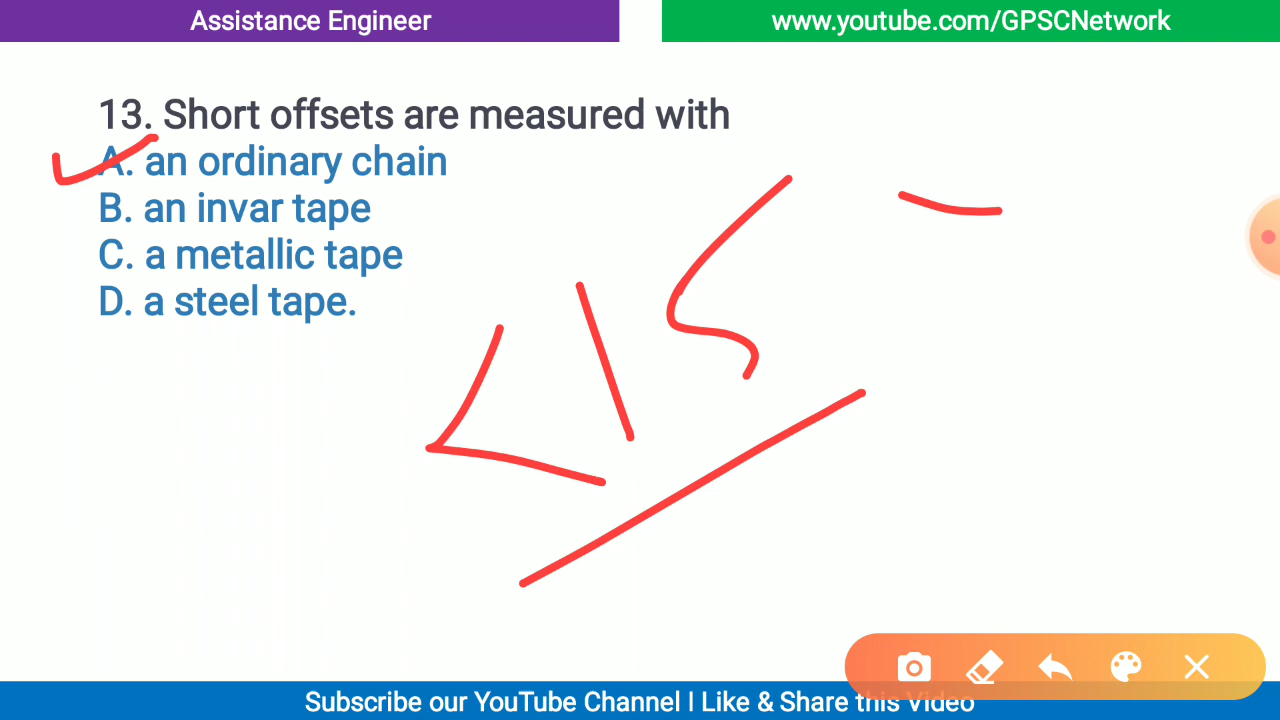 Assistance Engineer
www.youtube.com/GPSCNetwork
13. Short offsets are measured with
A. an ordinary chain
B. an invar tape
C. a metallic tape
D. a steel tape.
Subscribe our YouTube Channel l Like & Share this Video